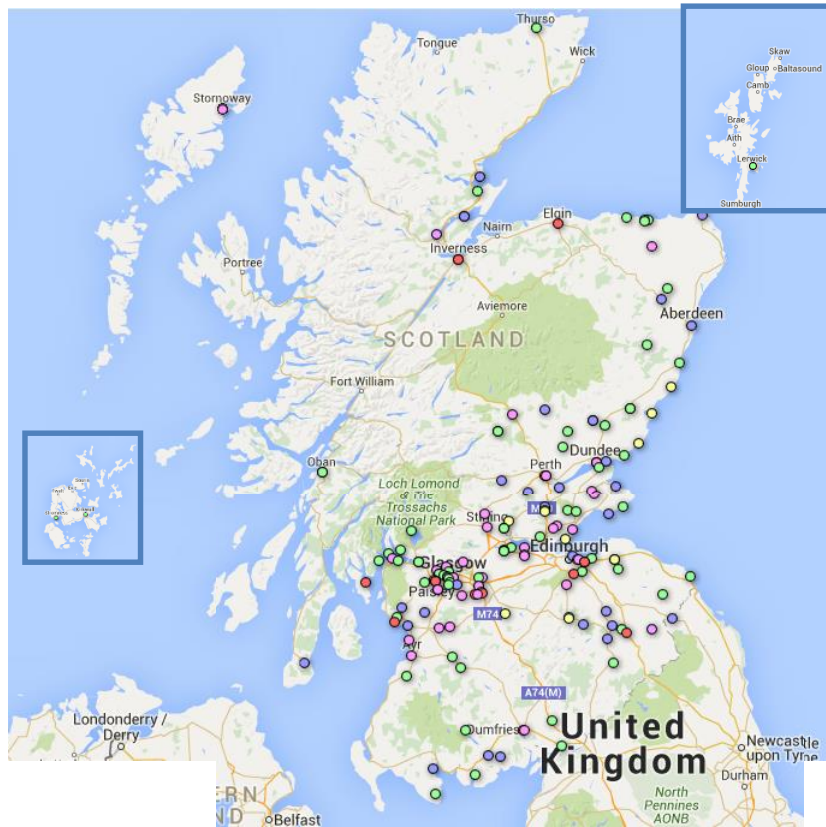 Thurso
Tongue
Wick
Skaw
Gloup
Baltasound
Camb
Brae
Aith
Lerwick
Sumburgh
Stornoway
Elgin
Nairn
Inverness
Portree
Aviemore
Aberdeen
SCOTLAND
Fort William
Dundee
Perth
Oban
Loch Lomond
& The
Trossachs
National Park
Edinburgh
Glasgow
Paisley
M74
Ayr
A74(M)
Dumfries
United
Kingdom
Londonderry /
Derry
Newcastle
upon Tyne
Durham
North
Pennines
AONB
Belfast